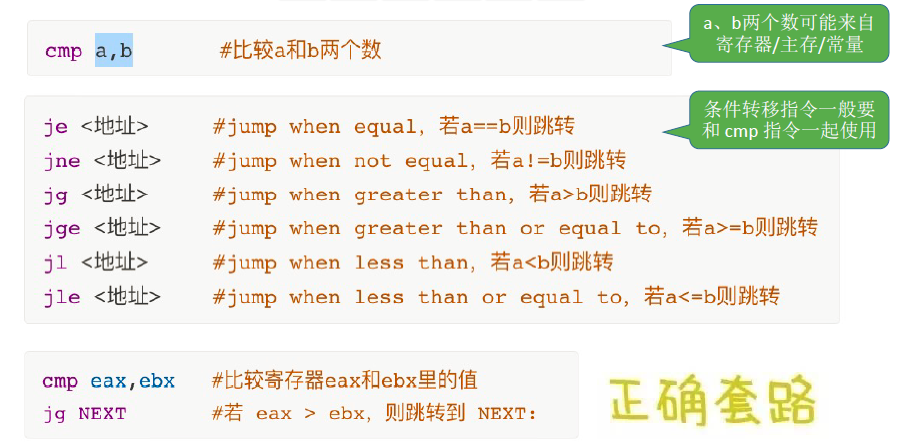 cmp a,b #比较a和b两个数
a、b两个数可能来自
寄存器/主存/常量
条件转移指令一般要
和 cmp 指令一起使用
je <地址> #jump when equal，若a==b则跳转
jne <地址> #jump when not equal，若a!=b则跳转
jg <地址> #jump when greater than，若a>b则跳转
jge <地址> #jump when greater than or equal to，若a>=b则跳转
jl <地址> #jump when less than，若a<b则跳转
jle <地址> #jump when less than or equal to，若a<=b则跳转
cmp eax,ebx #比较寄存器eax和ebx里的值
jg NEXT #若 eax > ebx，则跳转到 NEXT：
正确套路